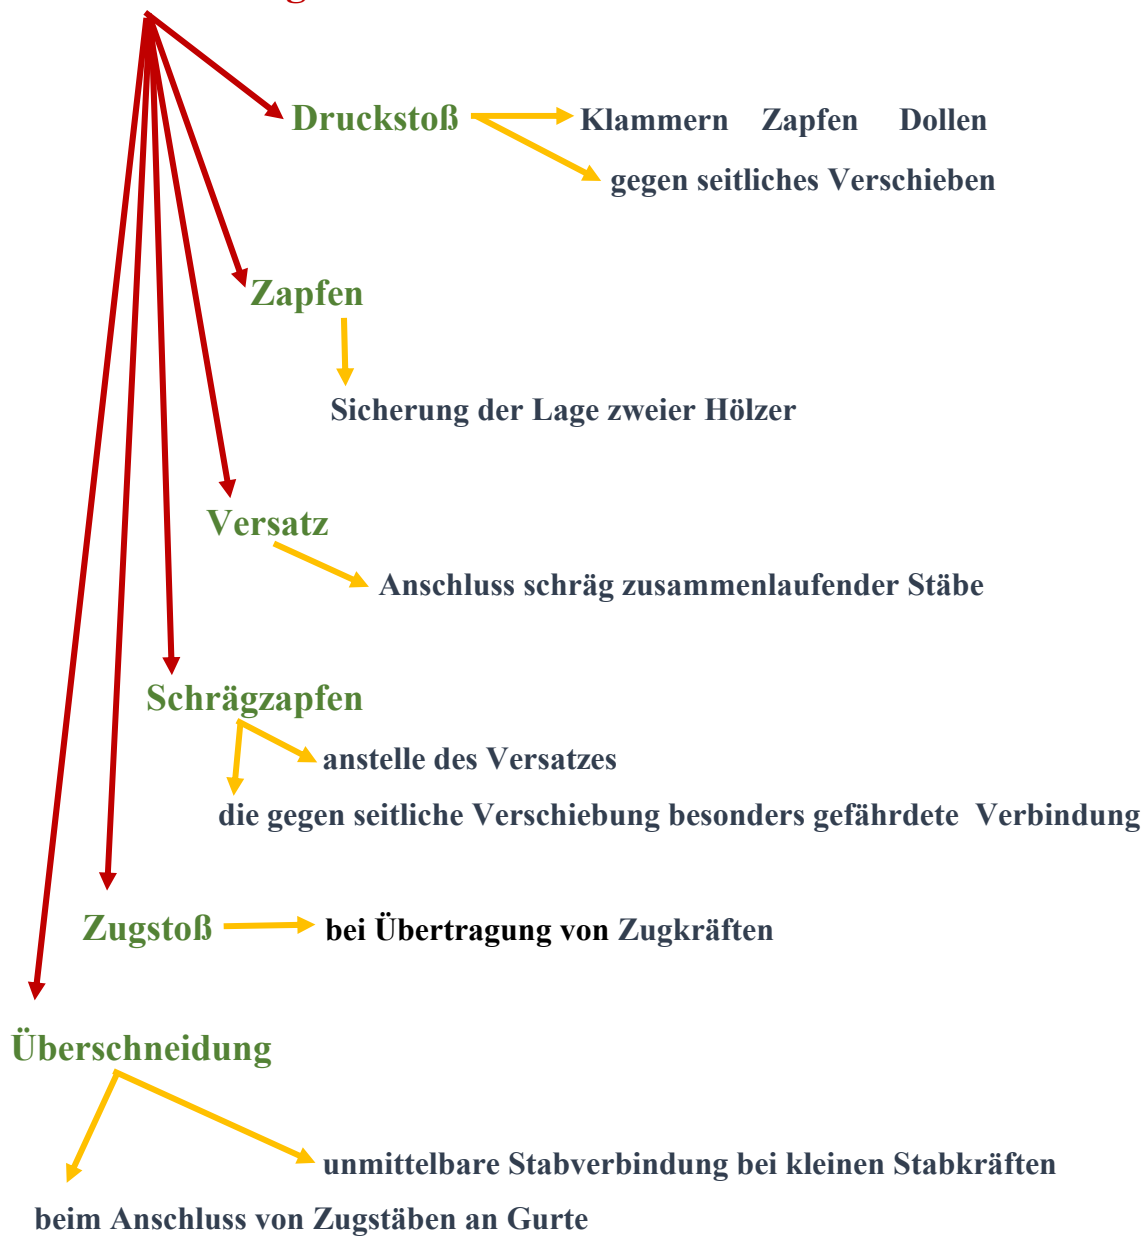 Druckstoß Klammern Zapfen Dollen
gegen seitliches Verschieben
Zapfen
Sicherung der Lage zweier Hölzer
Versatz
Anschluss schräg zusammenlaufender Stäbe
Schrägzapfen
anstelle des Versatzes
die gegen seitliche Verschiebung besonders gefährdete Verbindung
Zugstoß bei Übertragung von Zugkräften
Überschneidung
unmittelbare Stabverbindung bei kleinen Stabkräften
beim Anschluss von Zugstäben an Gurte